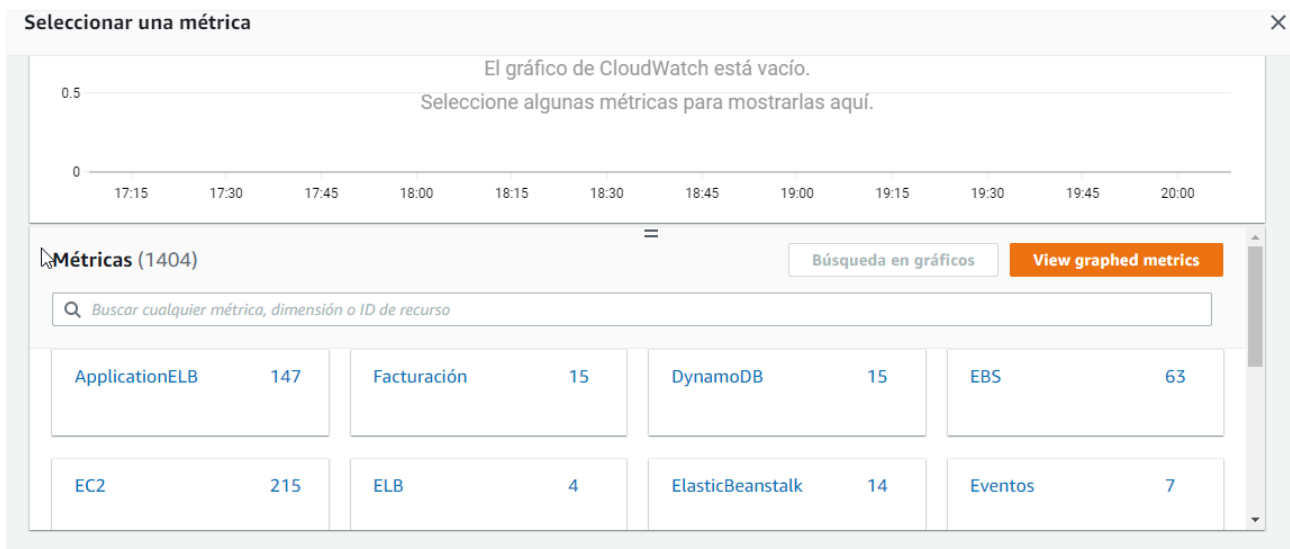 Seleccionar una métrica
El gráfico de CloudWatch está vacío.
0.5
Seleccione algunas métricas para mostrarlas aquí.
0
17:15 17:30 17:45 18:00 18:15 18:30 18:45 19:00 19:15 19:30 19:45 20:00
Métricas (1404) Búsqueda en gráficos View graphed metrics
Buscar cualquier métrica, dimensión o ID de recurso
ApplicationELB 147 Facturación 15 DynamoDB 15 EBS 63
EC2 215 ELB 4 ElasticBeanstalk 14 Eventos 7